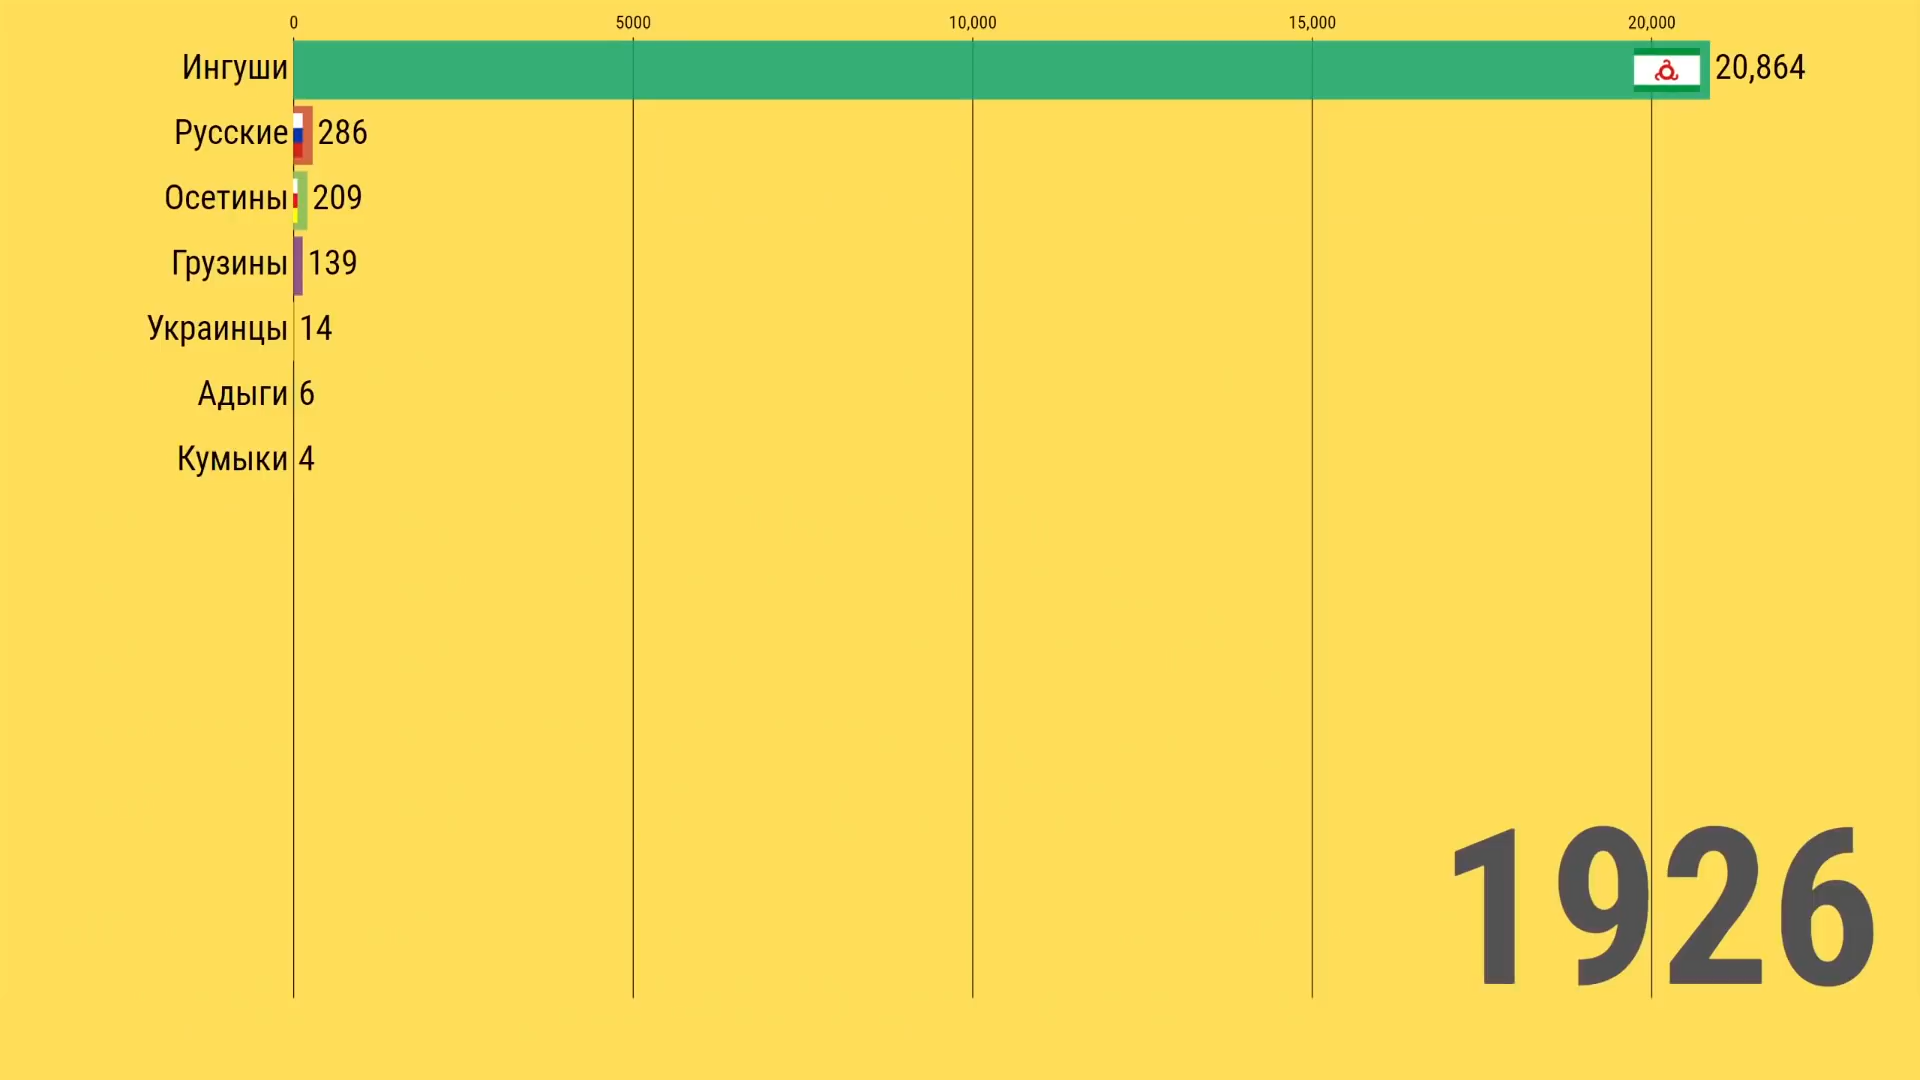 0 5000 10,000 15,000 20,000
Ингуши 20,864
Русские 286
Осетины 209
Грузины 139
Украинцы 14
Адыги 6
Кумыки 4
1926